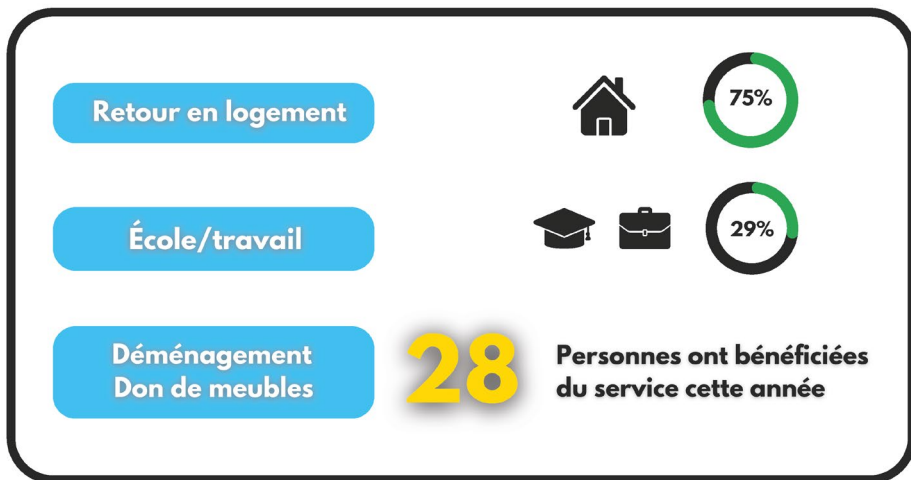 Retour en logement
75%
École/travail
29%
Déménagement
Don de meubles
28
Personnes ont bénéficiées
du service cette année